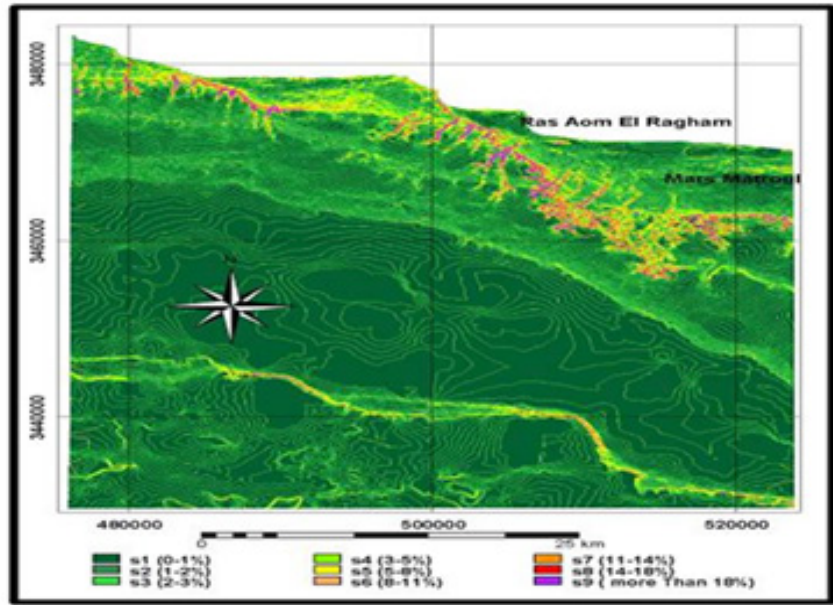 3480000
3460000
3440000
Ras Aom El Ragham
Mars Matrouh
N
480000 500000 520000
0 25 km
s1 (0-1%) s4 (3-5%) s7 (11-14%)
s2 (1-2%) s5 (5-8%) s8 (14-18%)
s3 (2-3%) s6 (8-11%) s9 ( more Than 18%)